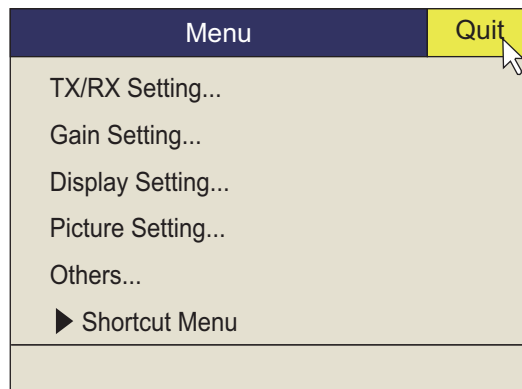 Menu Quit
TX/RX Setting...
Gain Setting...
Display Setting...
Picture Setting...
Others...
▶ Shortcut Menu